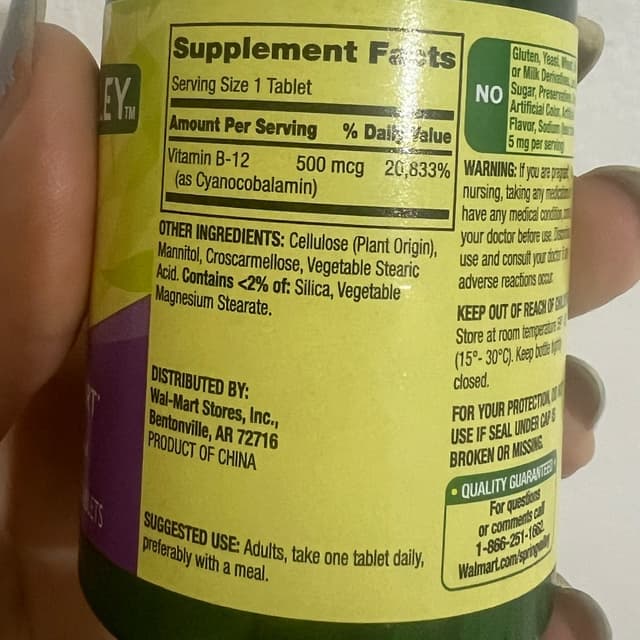 EY™
Supplement Facts
Serving Size 1 Tablet
Amount Per Serving % Daily Value
Vitamin B-12 500 mcg 20,833%
(as Cyanocobalamin)
OTHER INGREDIENTS: Cellulose (Plant Origin),
Mannitol, Croscarmellose, Vegetable Stearic
Acid. Contains <2% of: Silica, Vegetable
Magnesium Stearate.
DISTRIBUTED BY:
Wal-Mart Stores, Inc.,
Bentonville, AR 72716
PRODUCT OF CHINA
SUGGESTED USE: Adults, take one tablet daily,
preferably with a meal.
NO
Gluten, Yeast,
or Milk
Sugar,
Artificial Color,
Flavor, Sodium
5 mg per serving)
WARNING: If you are
nursing, taking any
have any medical condition,
your doctor before use.
use and consult your doctor if
adverse reactions occur.
KEEP OUT OF REACH OF
Store at room temperature
(15°- 30°C). Keep bottle tightly
closed.
FOR YOUR PROTECTION,
USE IF SEAL UNDER CAP IS
BROKEN OR MISSING.
• QUALITY GUARANTEED
For questions
or comments call
1-866-251-1662.